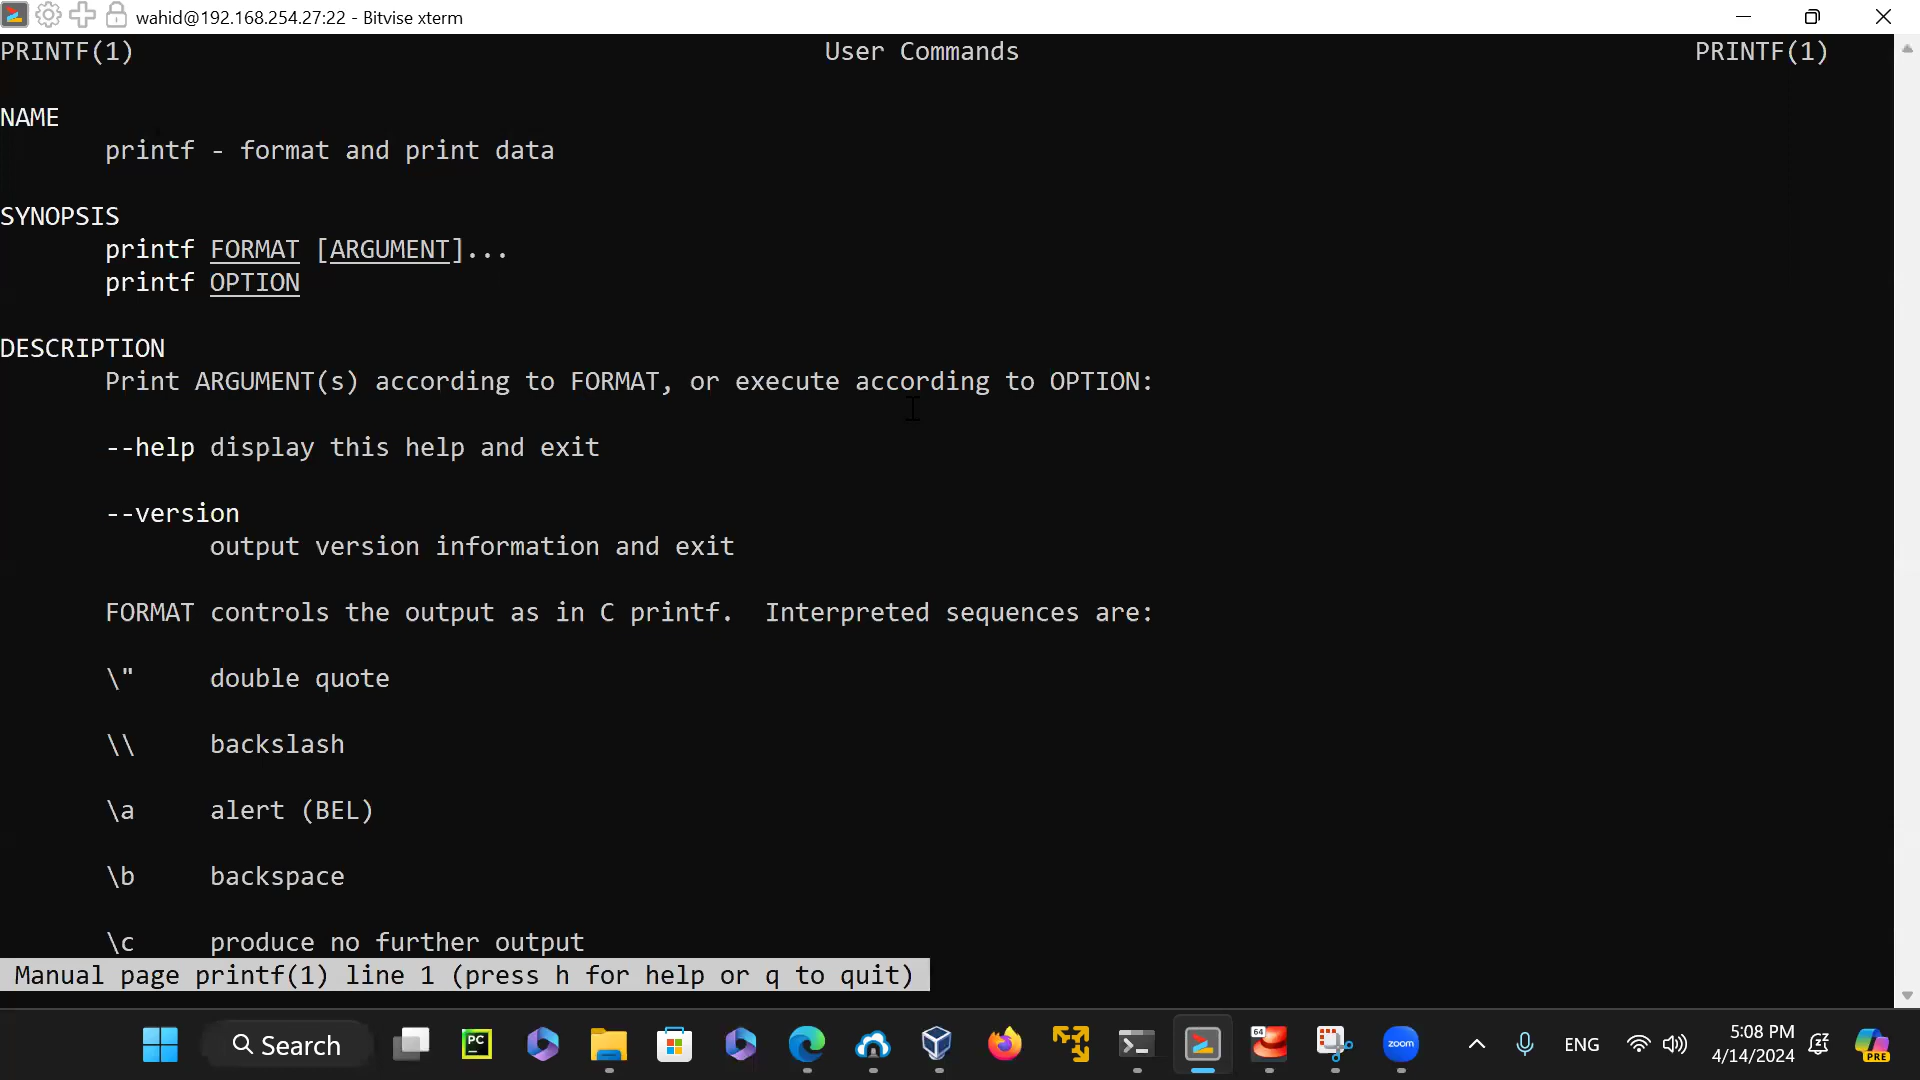 wahid@192.168.254.27:22 - Bitvise xterm
PRINTF(1) User Commands PRINTF(1)
NAME
printf - format and print data
SYNOPSIS
printf FORMAT [ARGUMENT]...
printf OPTION
DESCRIPTION
Print ARGUMENT(s) according to FORMAT, or execute according to OPTION:
--help display this help and exit
--version
output version information and exit
FORMAT controls the output as in C printf.  Interpreted sequences are:
\" double quote
\\ backslash
\a alert (BEL)
\b backspace
\c produce no further output
Manual page printf(1) line 1 (press h for help or q to quit)
Search PC 64 zoom ENG 5:08 PM PRE
4/14/2024